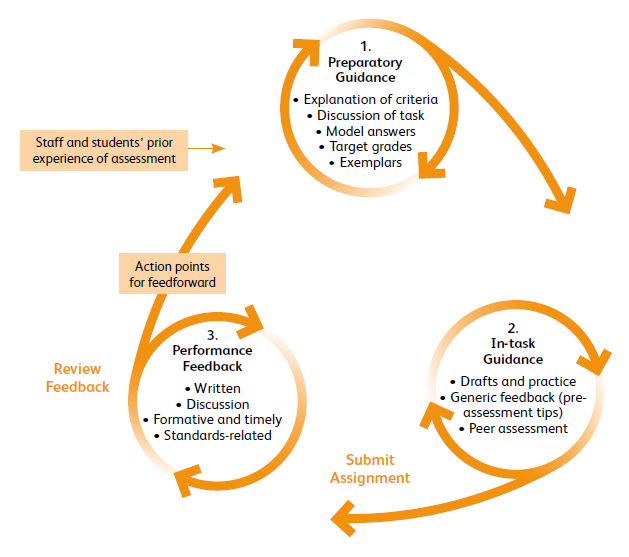 1.
Preparatory
Guidance
• Explanation of criteria
• Discussion of task
• Model answers
• Target grades
• Exemplars
Staff and students’ prior
experience of assessment
Action points
for feedforward
2.
In-task
Guidance
• Drafts and practice
• Generic feedback (pre-
assessment tips)
• Peer assessment
3.
Performance
Feedback
• Written
• Discussion
• Formative and timely
• Standards-related
Review
Feedback
Submit
Assignment